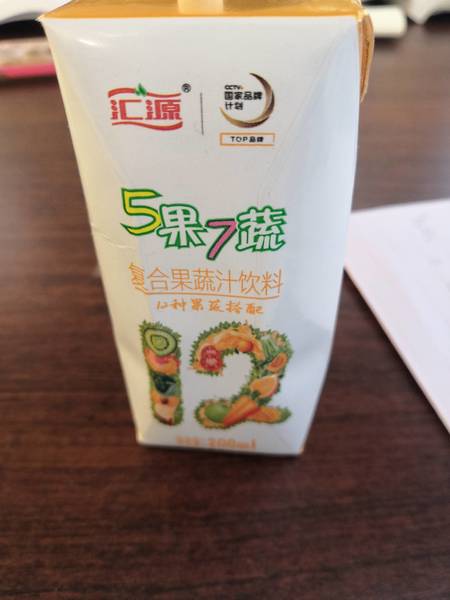 汇源®
CCTV.
国家品牌
计划
TOP品牌
5果7蔬
复合果蔬汁饮料
12种果蔬搭配
12
200ml